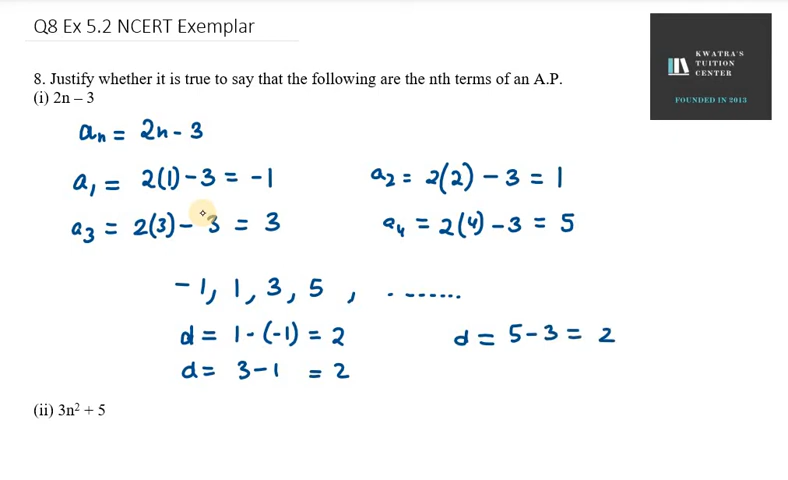 Q8 Ex 5.2 NCERT Exemplar
KWATRA'S
TUITION
CENTER
FOUNDED IN 2013
8. Justify whether it is true to say that the following are the nth terms of an A.P.
(i) 2n – 3
an = 2n - 3
a1 = 2(1) - 3 = -1 a2 = 2(2) - 3 = 1
a3 = 2(3) - 3 = 3 a4 = 2(4) - 3 = 5
-1, 1, 3, 5, .......
d = 1 - (-1) = 2 d = 5 - 3 = 2
d = 3 - 1 = 2
(ii) 3n² + 5